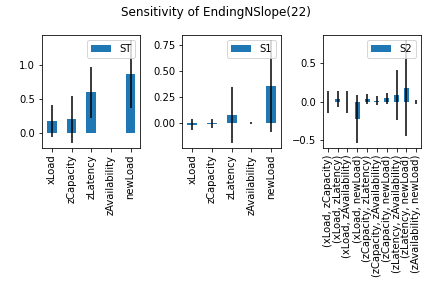 Sensitivity of EndingNSlope(22)
ST
1.0
0.5
0.0
xLoad
zCapacity
zLatency
zAvailability
newLoad
S1
0.75
0.50
0.25
0.00
xLoad
zCapacity
zLatency
zAvailability
newLoad
S2
0.5
0.0
−0.5
(xLoad, zCapacity)
(xLoad, zLatency)
(xLoad, zAvailability)
(xLoad, newLoad)
(zCapacity, zLatency)
(zCapacity, zAvailability)
(zCapacity, newLoad)
(zLatency, zAvailability)
(zLatency, newLoad)
(zAvailability, newLoad)